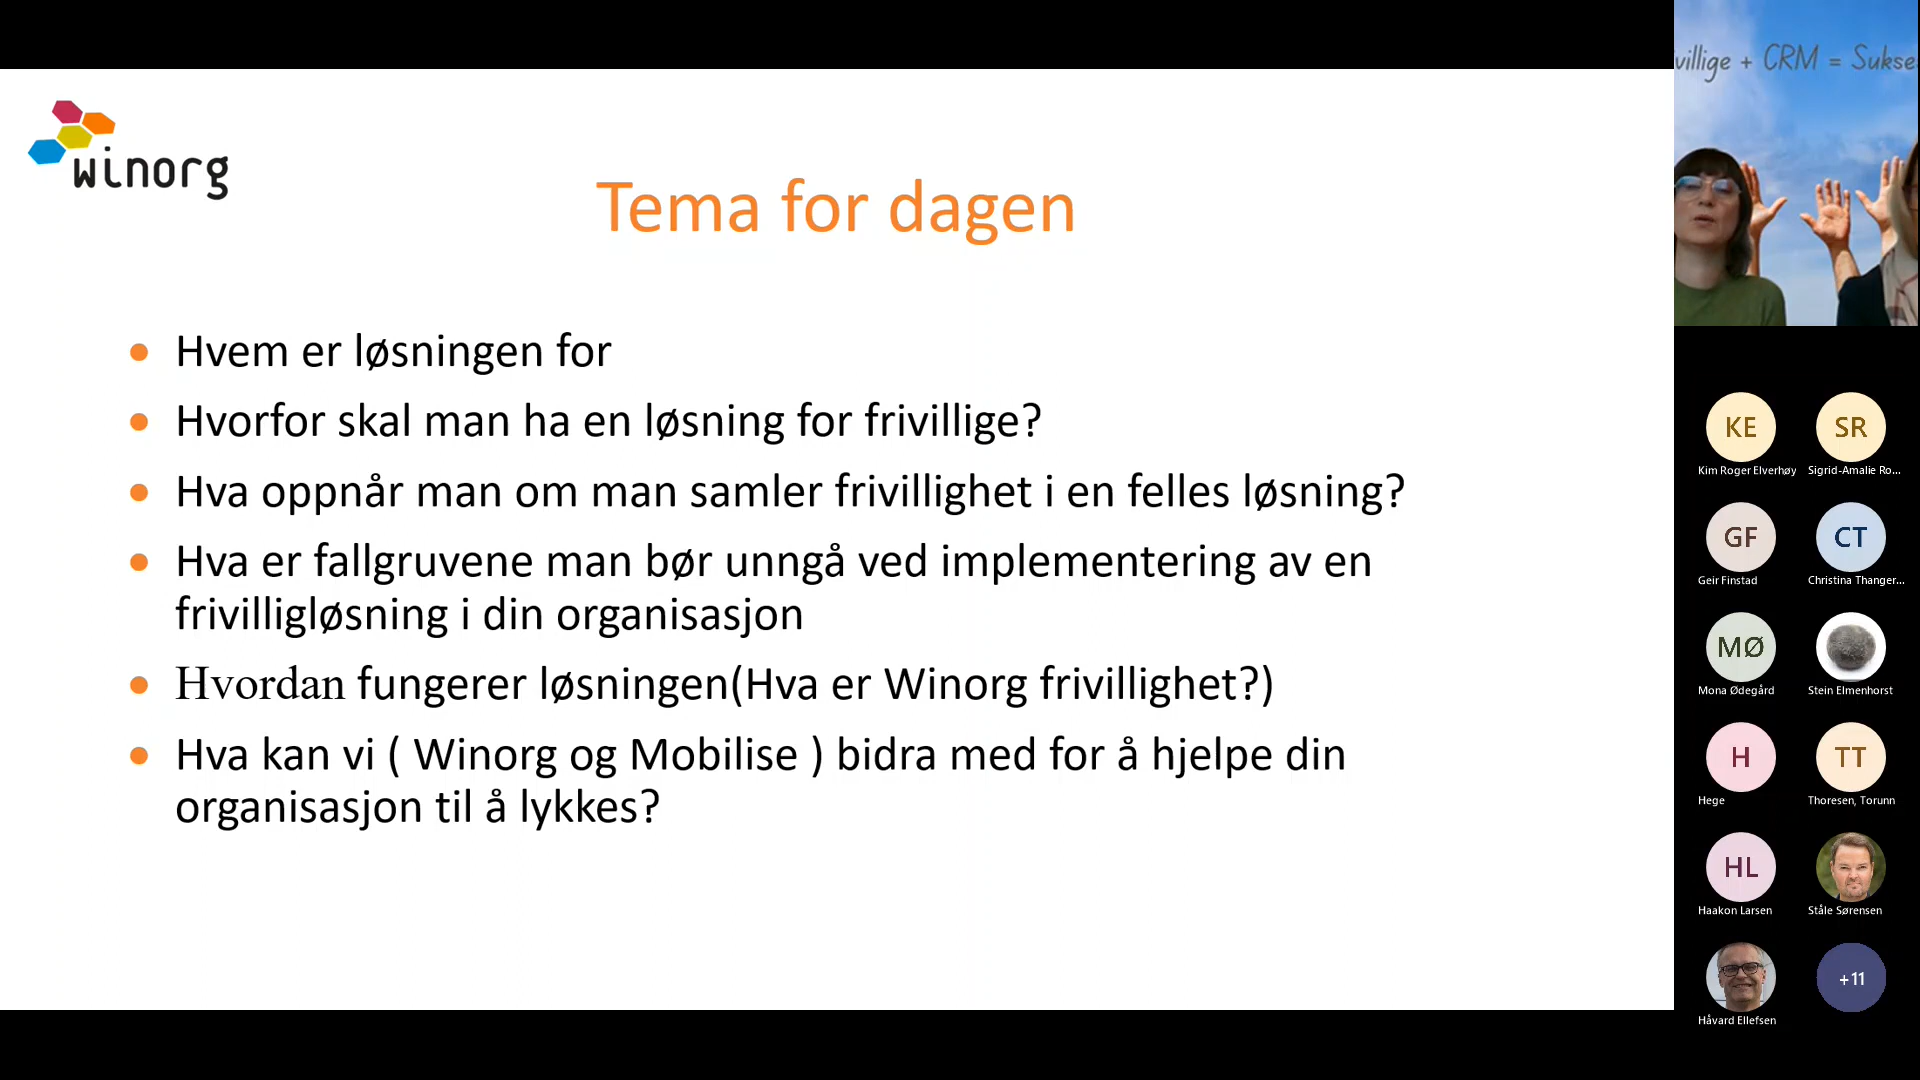 winorg
Tema for dagen
• Hvem er løsningen for
• Hvorfor skal man ha en løsning for frivillige?
• Hva oppnår man om man samler frivillighet i en felles løsning?
• Hva er fallgruvene man bør unngå ved implementering av en
frivilligløsning i din organisasjon
• Hvordan fungerer løsningen(Hva er Winorg frivillighet?)
• Hva kan vi ( Winorg og Mobilise ) bidra med for å hjelpe din
organisasjon til å lykkes?
villige + CRM = Sukse
KE
SR
Kim Roger Elverhøy
Sigrid-Amalie Ro...
GF
CT
Geir Finstad
Christina Thanger...
MØ
Mona Ødegård
Stein Elmenhorst
H
TT
Hege
Thoresen, Torunn
HL
Haakon Larsen
Ståle Sørensen
+11
Håvard Ellefsen